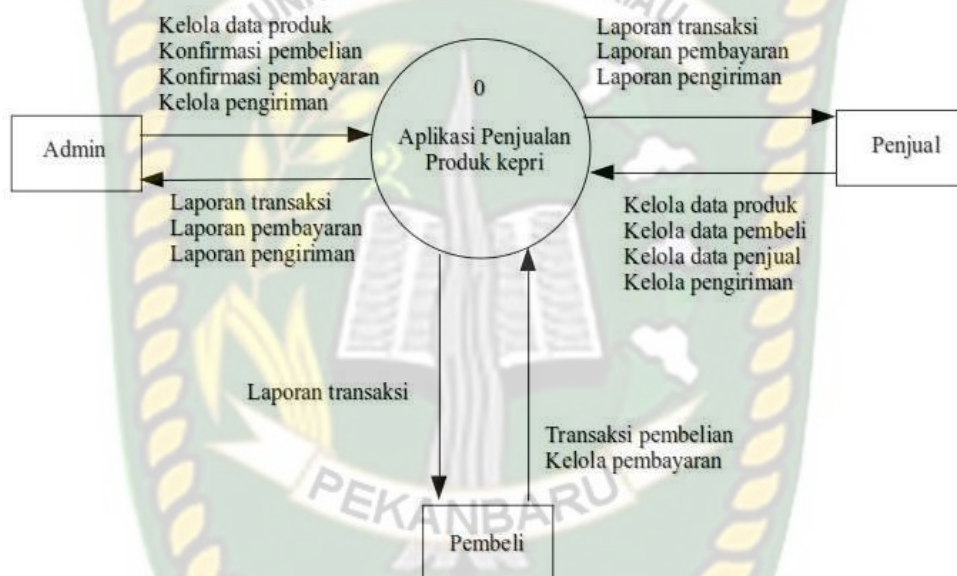 Kelola data produk
Konfirmasi pembelian
Konfirmasi pembayaran
Kelola pengiriman
Laporan transaksi
Laporan pembayaran
Laporan pengiriman
0
Aplikasi Penjualan
Produk kepri
Admin
Penjual
Laporan transaksi
Laporan pembayaran
Laporan pengiriman
Kelola data produk
Kelola data pembeli
Kelola data penjual
Kelola pengiriman
Laporan transaksi
Transaksi pembelian
Kelola pembayaran
PEKANBARU
Pembeli